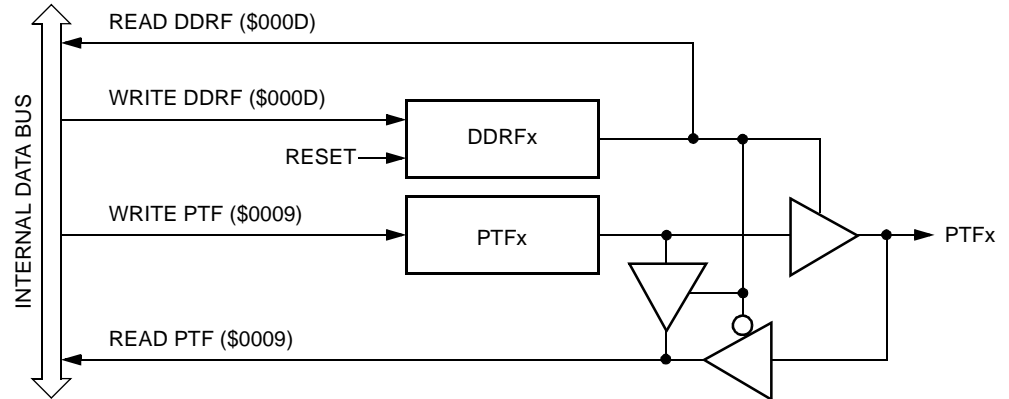 READ DDRF ($000D)
WRITE DDRF ($000D)
DDRFx
RESET
WRITE PTF ($0009)
PTFx
PTFx
READ PTF ($0009)
INTERNAL DATA BUS